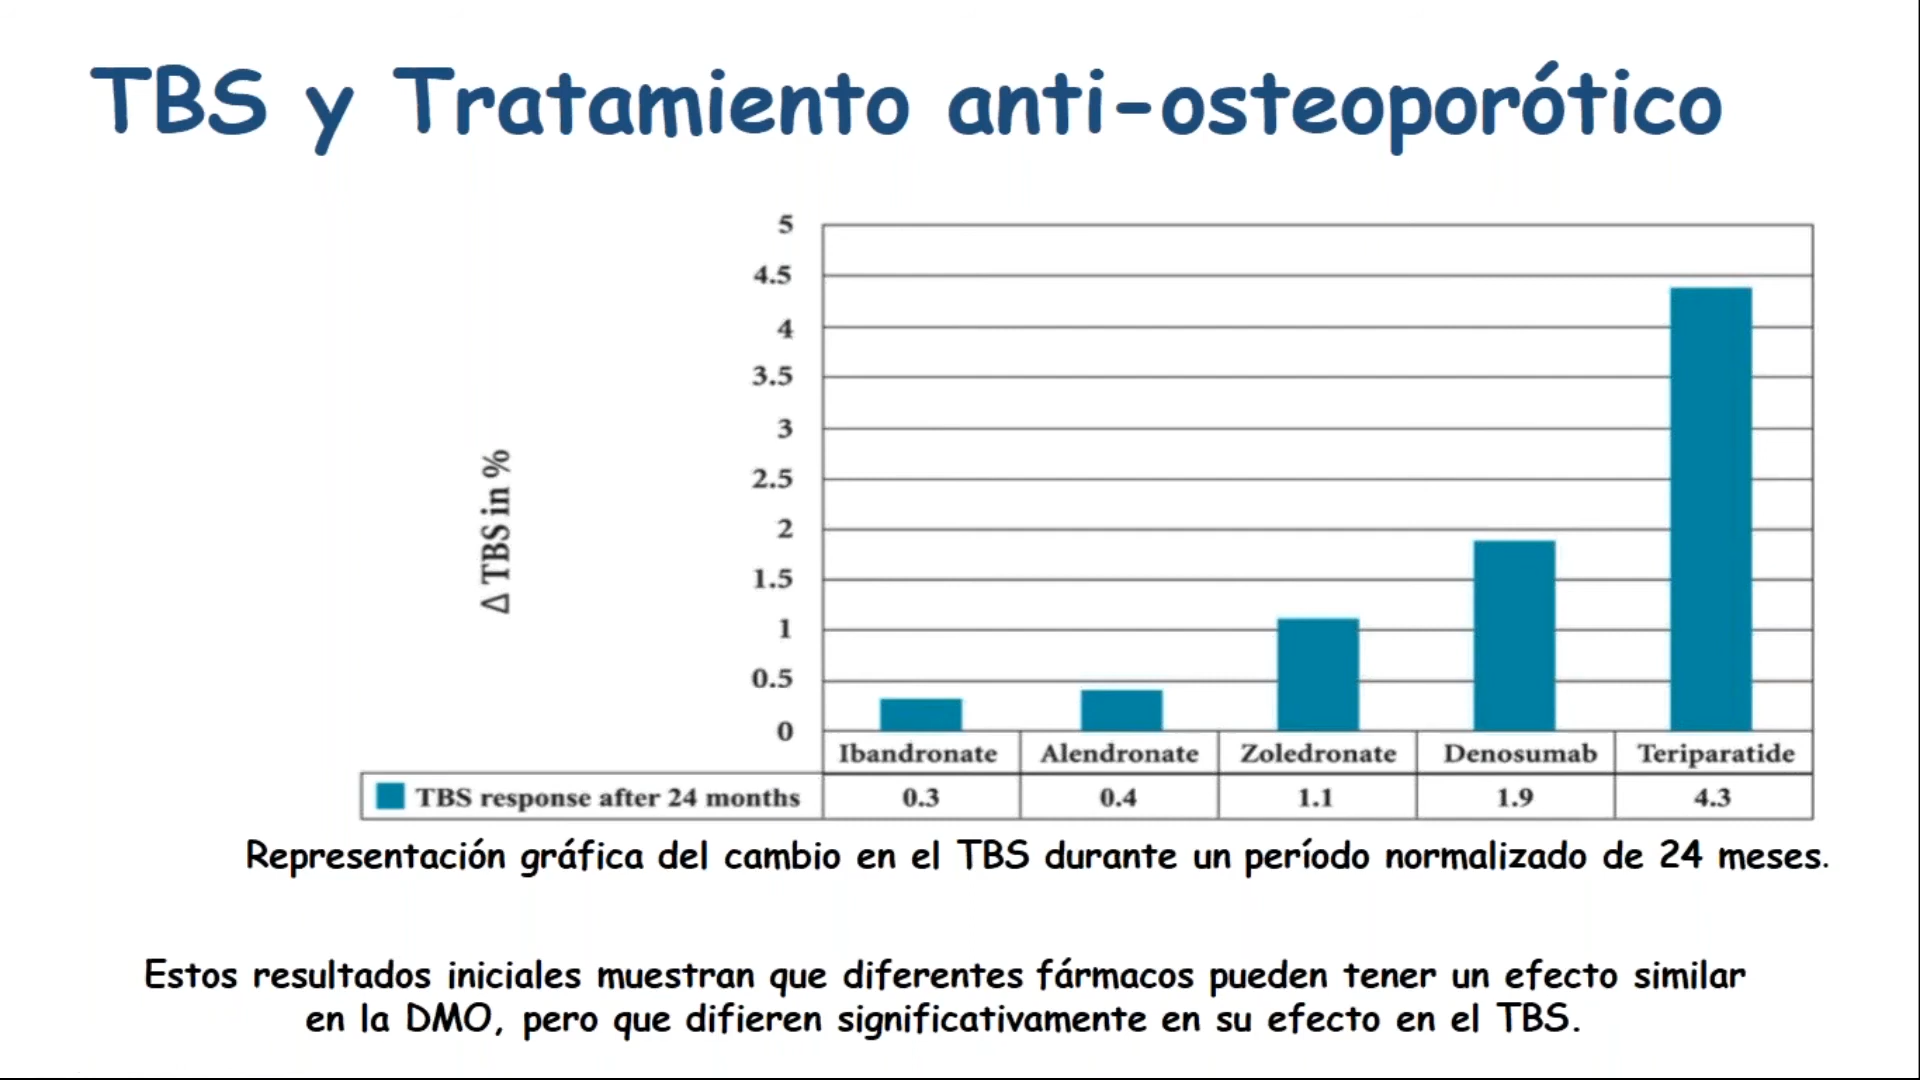 TBS y Tratamiento anti-osteoporótico
5
4.5
4
3.5
3
2.5
2
1.5
1
0.5
0
Δ TBS in %
Ibandronate Alendronate Zoledronate Denosumab Teriparatide
TBS response after 24 months 0.3 0.4 1.1 1.9 4.3
Representación gráfica del cambio en el TBS durante un período normalizado de 24 meses.
Estos resultados iniciales muestran que diferentes fármacos pueden tener un efecto similar
en la DMO, pero que difieren significativamente en su efecto en el TBS.